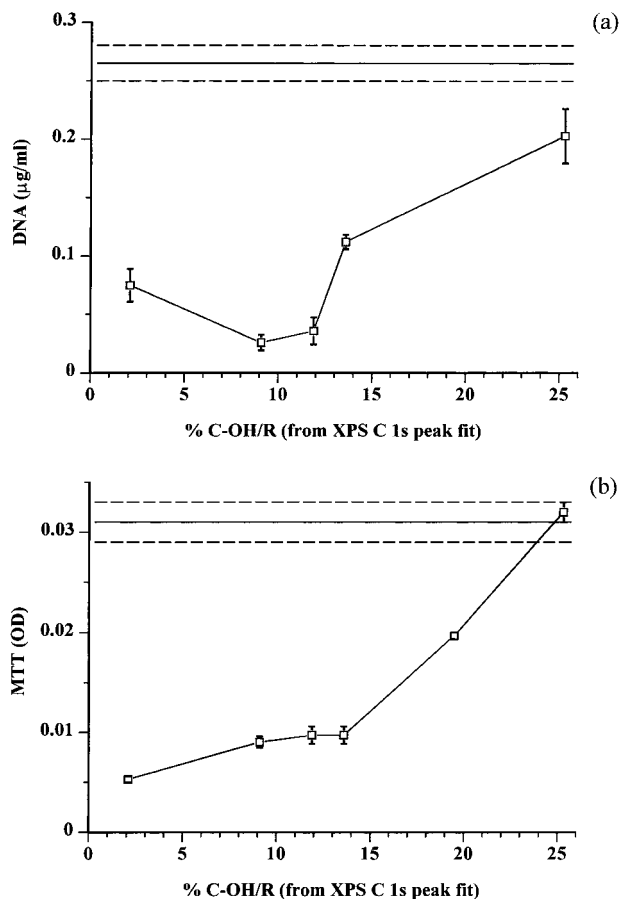 (a)
0.3
0.2
0.1
0
DNA (μg/ml)
0 5 10 15 20 25
% C-OH/R (from XPS C 1s peak fit)
(b)
0.03
0.02
0.01
0
MTT (OD)
0 5 10 15 20 25
% C-OH/R (from XPS C 1s peak fit)